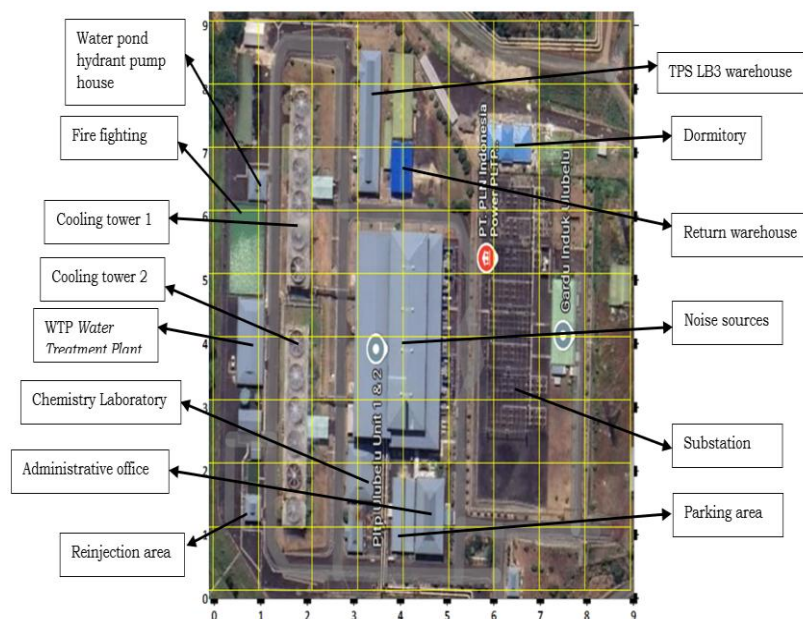 Water pond
hydrant pump
house
Fire fighting
Cooling tower 1
Cooling tower 2
WTP Water
Treatment Plant
Chemistry Laboratory
Administrative office
Reinjection area
TPS LB3 warehouse
Dormitory
Return warehouse
Noise sources
Substation
Parking area
PT. PLN Indonesia
Power PLTP...
Gardu Induk Ulubelu
Pltp Ulubelu Unit 1 & 2
9
8
7
6
5
4
3
2
1
0
0 1 2 3 4 5 6 7 8 9